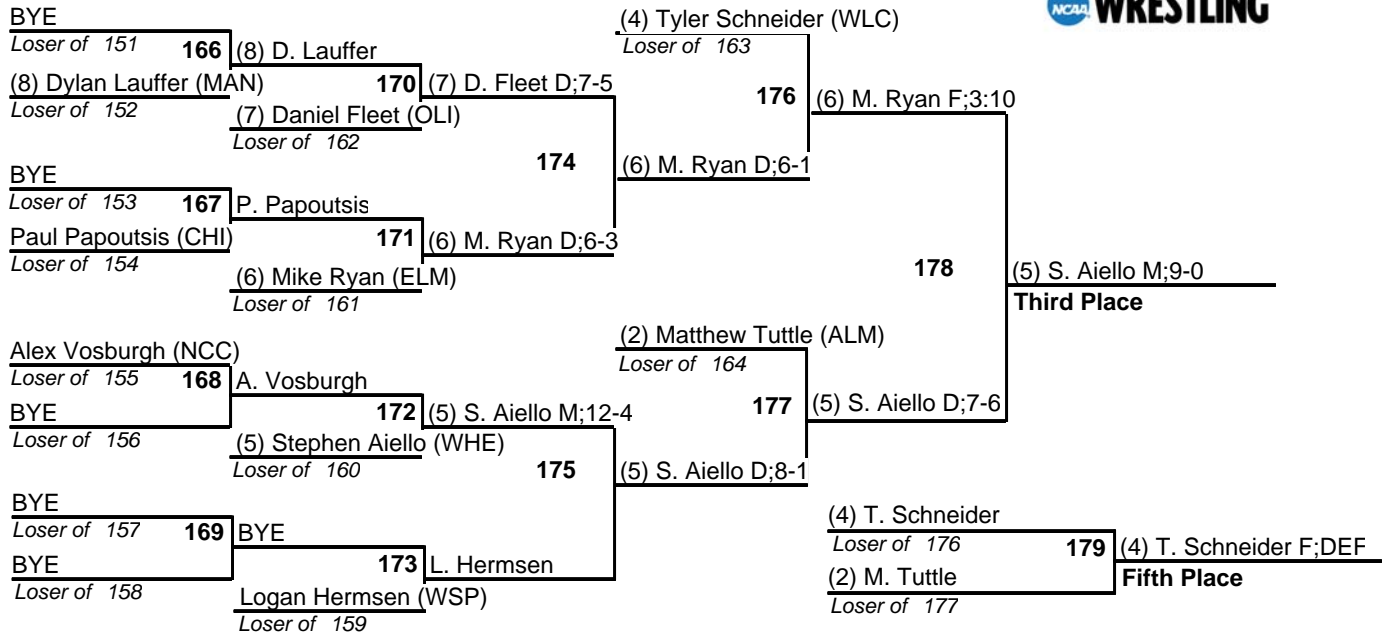 NCAA WRESTLING
BYE
Loser of 151
166
(8) D. Lauffer
(8) Dylan Lauffer (MAN)
Loser of 152
170
(7) D. Fleet D;7-5
(7) Daniel Fleet (OLI)
Loser of 162
174
BYE
Loser of 153
167
P. Papoutsis
Paul Papoutsis (CHI)
Loser of 154
171
(6) M. Ryan D;6-3
(6) Mike Ryan (ELM)
Loser of 161
(4) Tyler Schneider (WLC)
Loser of 163
176
(6) M. Ryan F;3:10
(6) M. Ryan D;6-1
178
(5) S. Aiello M;9-0
Third Place
Alex Vosburgh (NCC)
Loser of 155
168
A. Vosburgh
BYE
Loser of 156
172
(5) S. Aiello M;12-4
(5) Stephen Aiello (WHE)
Loser of 160
175
BYE
Loser of 157
169
BYE
BYE
Loser of 158
173
L. Hermsen
Logan Hermsen (WSP)
Loser of 159
(2) Matthew Tuttle (ALM)
Loser of 164
177
(5) S. Aiello D;7-6
(5) S. Aiello D;8-1
(4) T. Schneider
Loser of 176
179
(4) T. Schneider F;DEF
(2) M. Tuttle
Fifth Place
Loser of 177